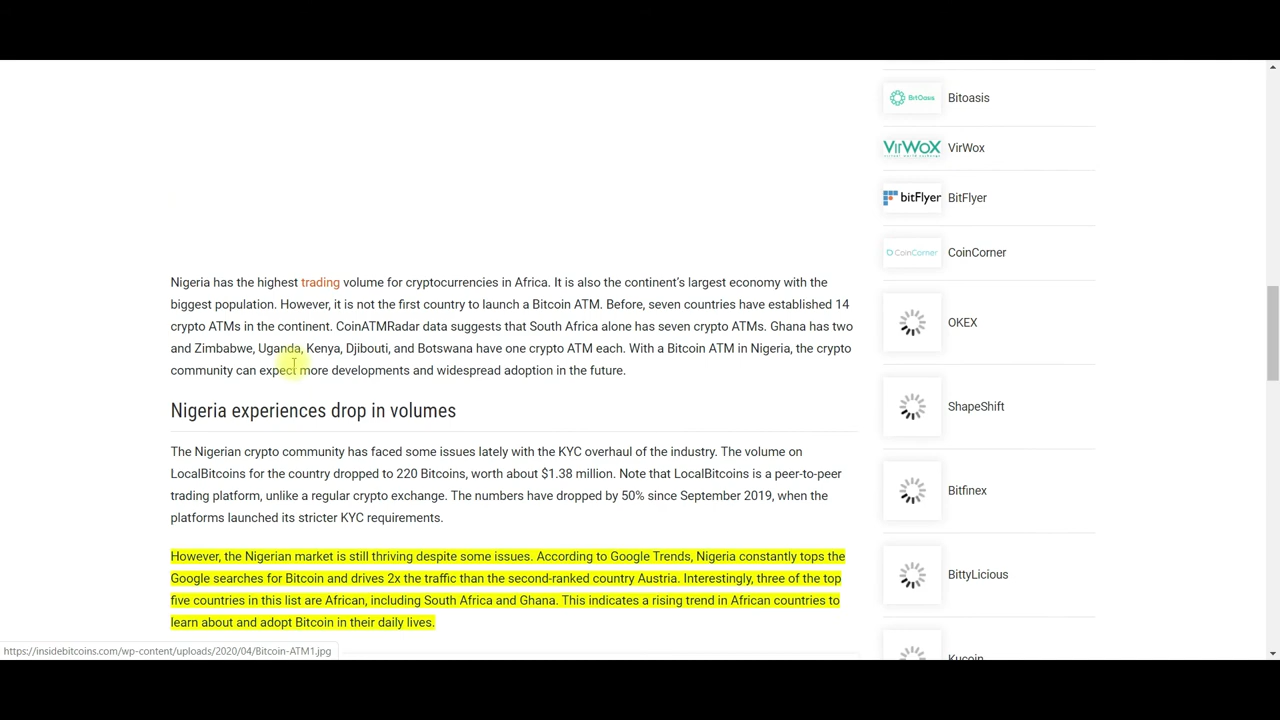 Nigeria has the highest trading volume for cryptocurrencies in Africa. It is also the continent’s largest economy with the
biggest population. However, it is not the first country to launch a Bitcoin ATM. Before, seven countries have established 14
crypto ATMs in the continent. CoinATMRadar data suggests that South Africa alone has seven crypto ATMs. Ghana has two
and Zimbabwe, Uganda, Kenya, Djibouti, and Botswana have one crypto ATM each. With a Bitcoin ATM in Nigeria, the crypto
community can expect more developments and widespread adoption in the future.
Nigeria experiences drop in volumes
The Nigerian crypto community has faced some issues lately with the KYC overhaul of the industry. The volume on
LocalBitcoins for the country dropped to 220 Bitcoins, worth about $1.38 million. Note that LocalBitcoins is a peer-to-peer
trading platform, unlike a regular crypto exchange. The numbers have dropped by 50% since September 2019, when the
platforms launched its stricter KYC requirements.
However, the Nigerian market is still thriving despite some issues. According to Google Trends, Nigeria constantly tops the
Google searches for Bitcoin and drives 2x the traffic than the second-ranked country Austria. Interestingly, three of the top
five countries in this list are African, including South Africa and Ghana. This indicates a rising trend in African countries to
learn about and adopt Bitcoin in their daily lives.
https://insidebitcoins.com/wp-content/uploads/2020/04/Bitcoin-ATM1.jpg
BitOasis Bitoasis
VirWoX VirWox
bitFlyer BitFlyer
CoinCorner CoinCorner
OKEX
ShapeShift
Bitfinex
BittyLicious
Kucoin